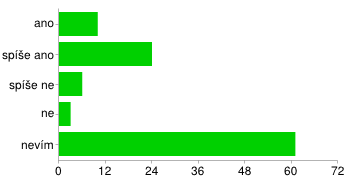 ano
spíše ano
spíše ne
ne
nevím
0 12 24 36 48 60 72